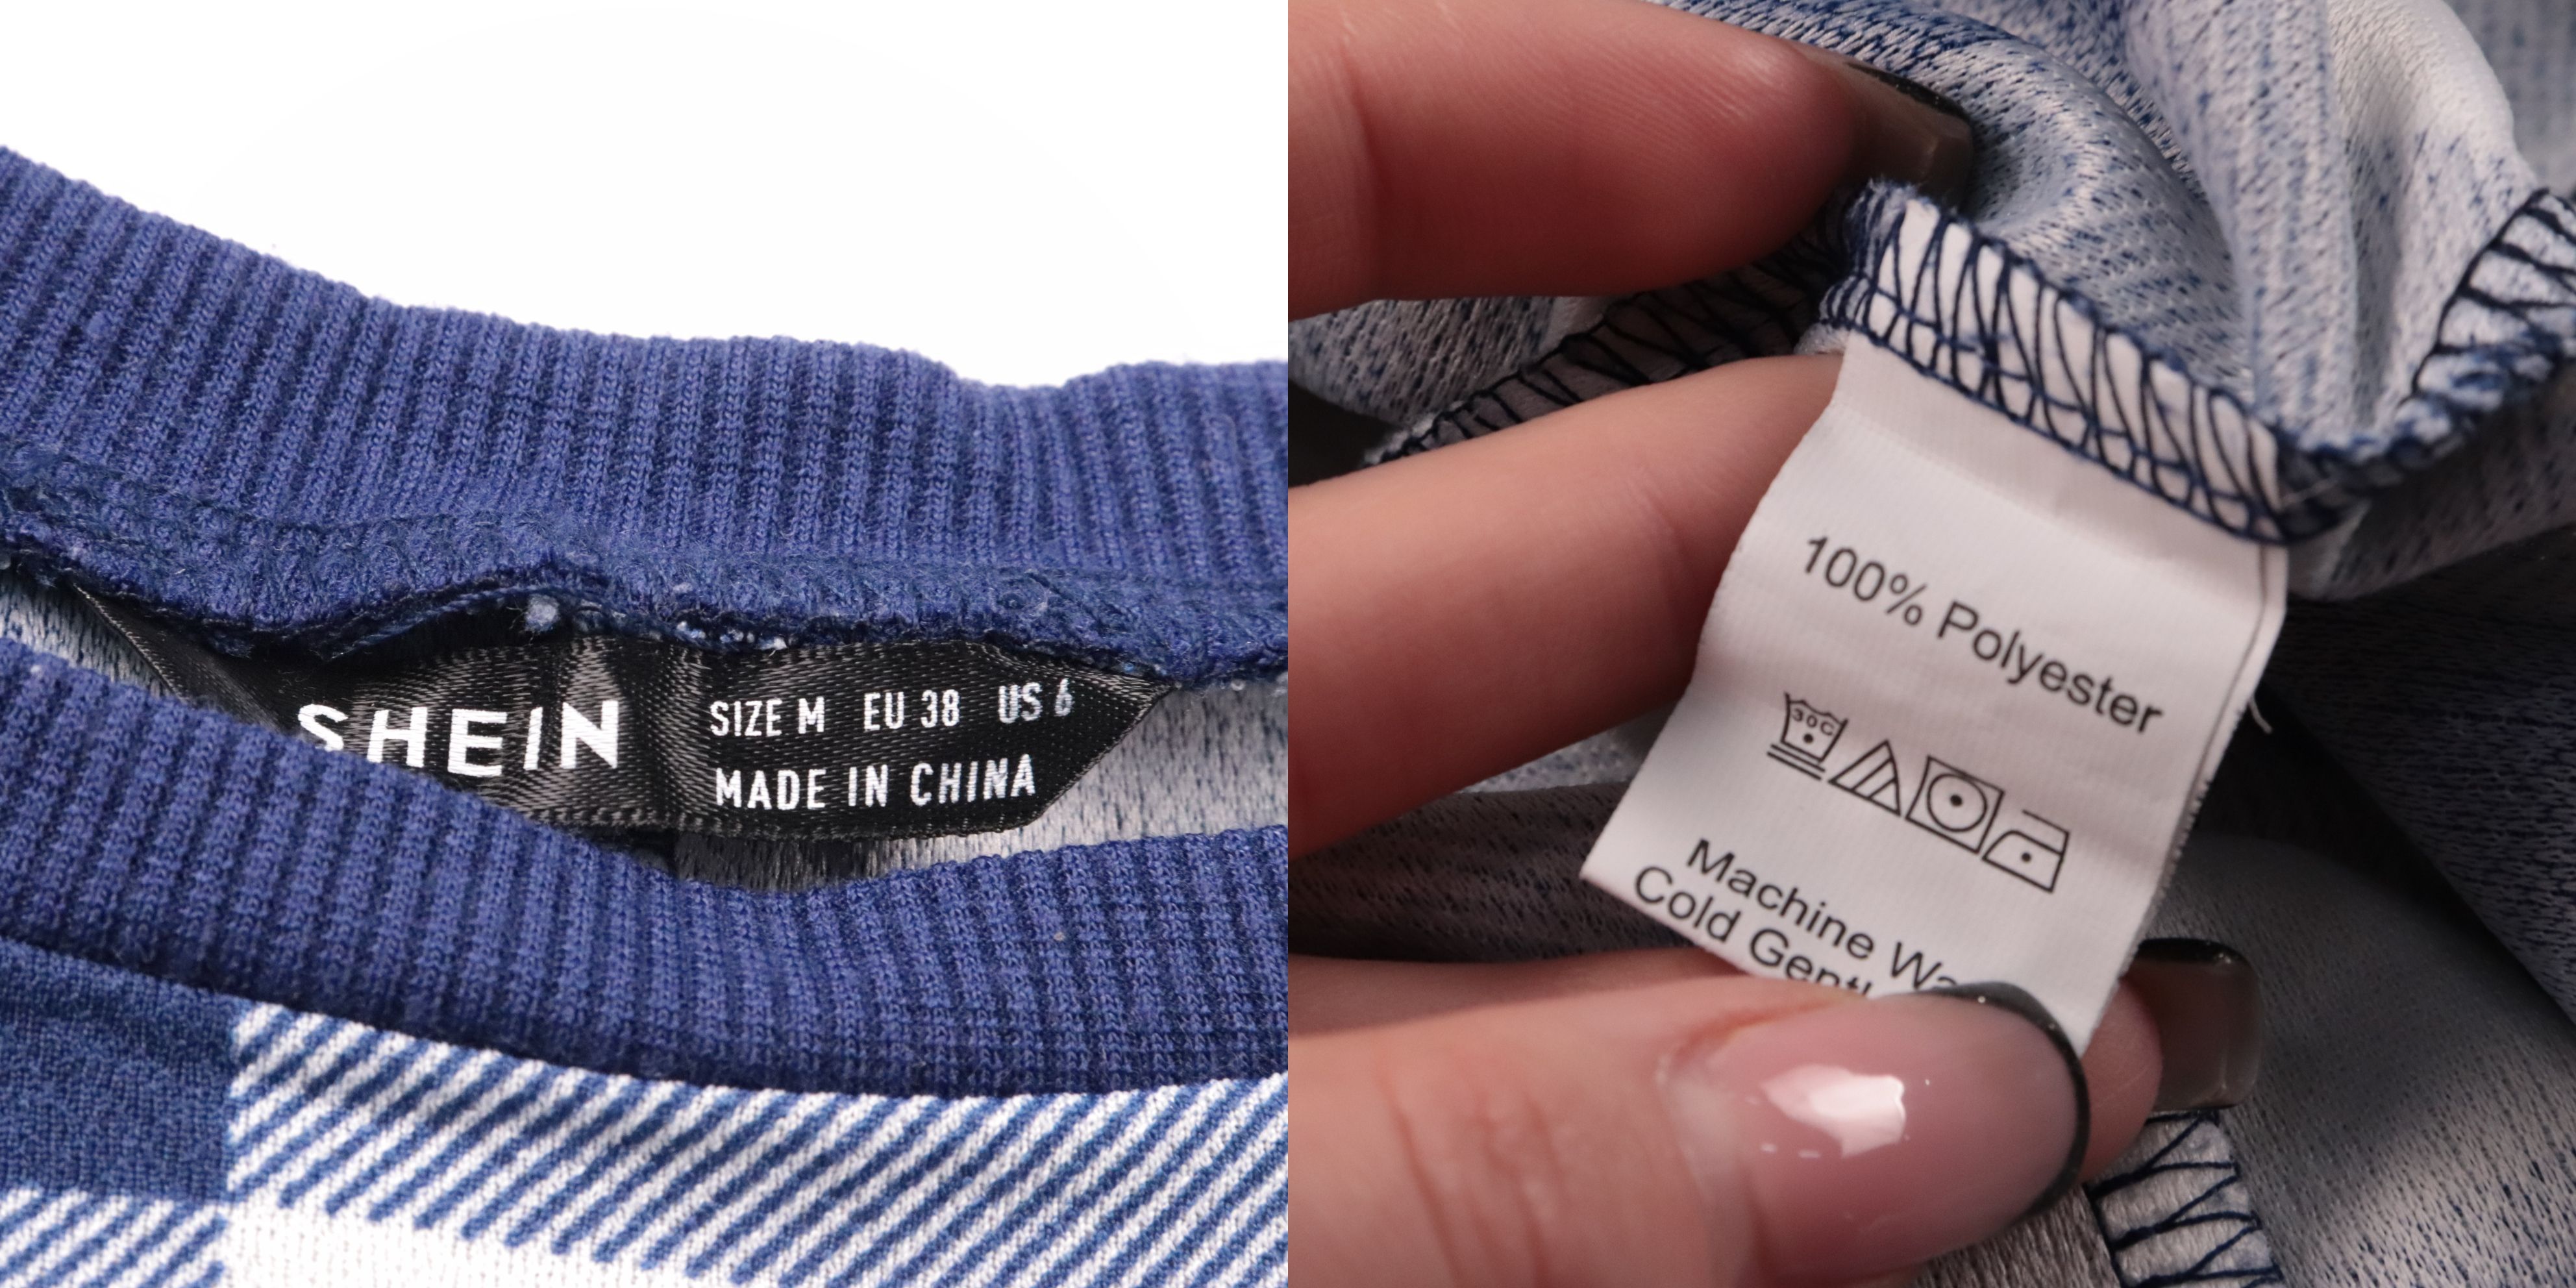 SHEIN
SIZE M EU 38 US 6
MADE IN CHINA
100% Polyester
30C
Machine
Cold